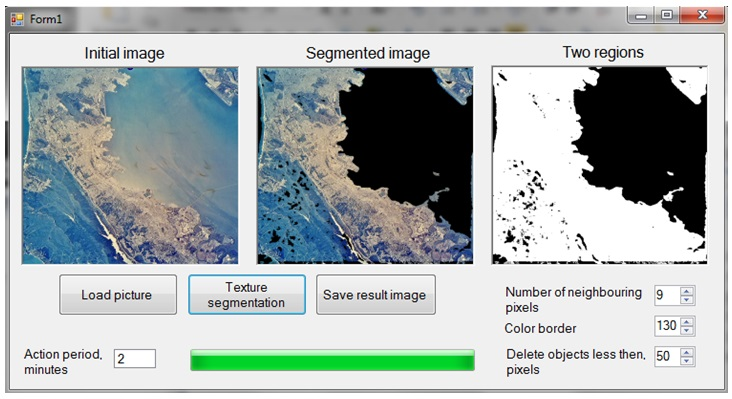 Form1
Initial image
Segmented image
Two regions
Load picture
Texture
segmentation
Save result image
Number of neighbouring
pixels
9
Color border
130
Action period,
minutes
2
Delete objects less then,
pixels
50